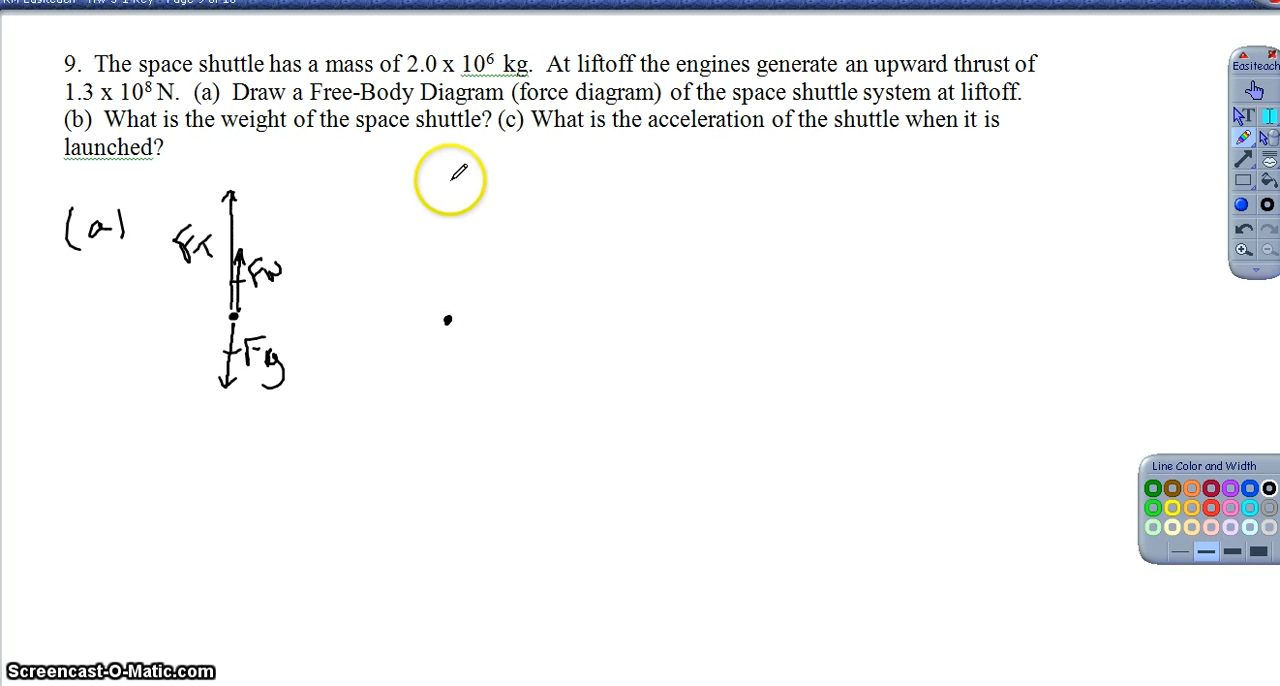 9. The space shuttle has a mass of 2.0 x 10⁶ kg. At liftoff the engines generate an upward thrust of
1.3 x 10⁸ N. (a) Draw a Free-Body Diagram (force diagram) of the space shuttle system at liftoff.
(b) What is the weight of the space shuttle? (c) What is the acceleration of the shuttle when it is
launched?
(a)
FT
FN
Fg
Easiteach
Line Color and Width
Screencast-O-Matic.com